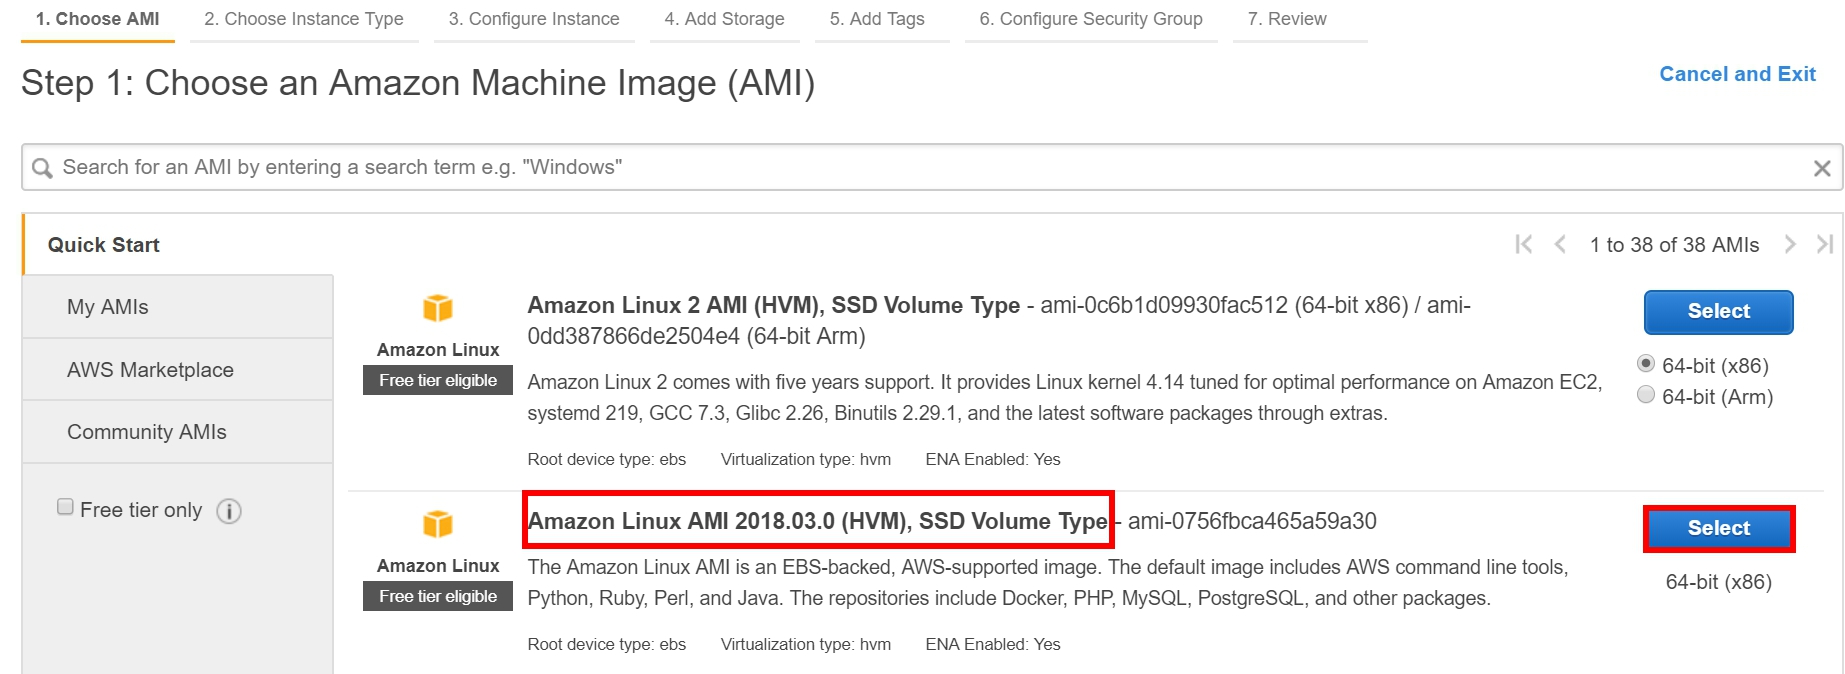 1. Choose AMI 2. Choose Instance Type 3. Configure Instance 4. Add Storage 5. Add Tags 6. Configure Security Group 7. Review
Step 1: Choose an Amazon Machine Image (AMI)
Cancel and Exit
Search for an AMI by entering a search term e.g. "Windows"
Quick Start
1 to 38 of 38 AMIs
My AMIs
AWS Marketplace
Community AMIs
Free tier only
Amazon Linux
Free tier eligible
Amazon Linux 2 AMI (HVM), SSD Volume Type - ami-0c6b1d09930fac512 (64-bit x86) / ami-
0dd387866de2504e4 (64-bit Arm)
Amazon Linux 2 comes with five years support. It provides Linux kernel 4.14 tuned for optimal performance on Amazon EC2,
systemd 219, GCC 7.3, Glibc 2.26, Binutils 2.29.1, and the latest software packages through extras.
Root device type: ebs Virtualization type: hvm ENA Enabled: Yes
Select
64-bit (x86)
64-bit (Arm)
Amazon Linux
Free tier eligible
Amazon Linux AMI 2018.03.0 (HVM), SSD Volume Type - ami-0756fbca465a59a30
The Amazon Linux AMI is an EBS-backed, AWS-supported image. The default image includes AWS command line tools,
Python, Ruby, Perl, and Java. The repositories include Docker, PHP, MySQL, PostgreSQL, and other packages.
Root device type: ebs Virtualization type: hvm ENA Enabled: Yes
Select
64-bit (x86)